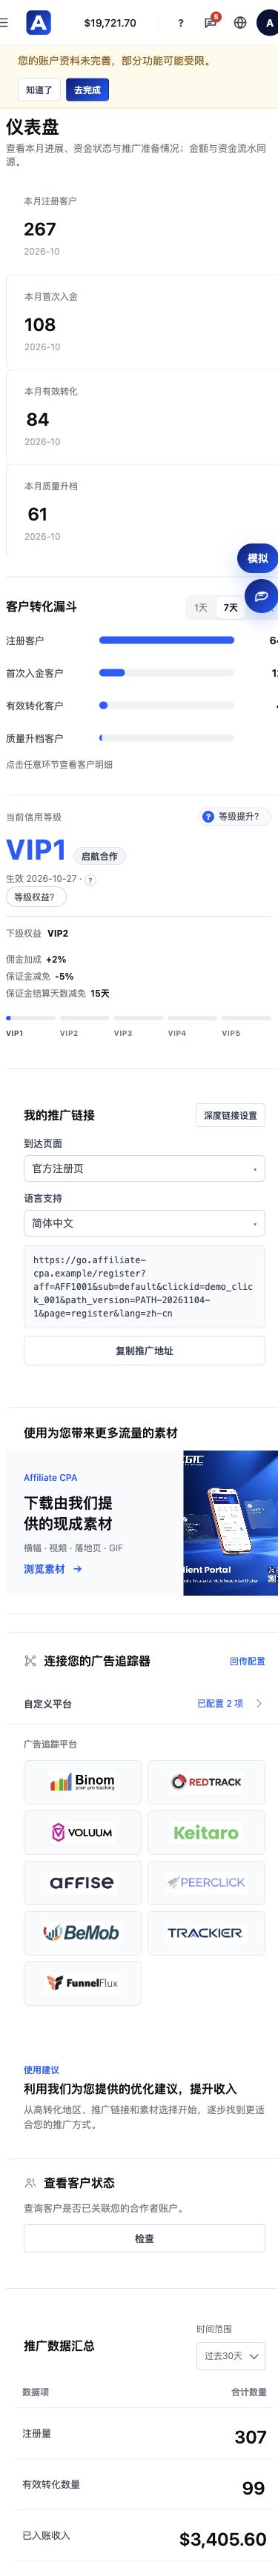 $19,721.70
?
6
A
您的账户资料未完善，部分功能可能受限。
知道了
去完成
仪表盘
查看本月进展、资金状态与推广准备情况；金额与资金流水同
源。
本月注册客户
267
2026-10
本月首次入金
108
2026-10
本月有效转化
84
2026-10
本月质量升档
61
2026-10
模拟
客户转化漏斗
1天
7天
注册客户
首次入金客户
有效转化客户
质量升档客户
点击任意环节查看客户明细
当前信用等级
? 等级提升？
VIP1
启航合作
生效 2026-10-27 · ?
等级权益？
下级权益 VIP2
佣金加成 +2%
保证金减免 -5%
保证金结算天数减免 15天
VIP1 VIP2 VIP3 VIP4 VIP5
我的推广链接
深度链接设置
到达页面
官方注册页
语言支持
简体中文
https://go.affiliate-
cpa.example/register?
aff=AFF1001&sub=default&clickid=demo_clic
k_001&path_version=PATH-20261104-
1&page=register&lang=zh-cn
复制推广地址
使用为您带来更多流量的素材
Affiliate CPA
下载由我们提
供的现成素材
横幅 · 视频 · 落地页 · GIF
浏览素材 →
GTC
lient Portal
连接您的广告追踪器
回传配置
自定义平台
已配置 2 项
广告追踪平台
Binom
your pro tracking
REDTRACK
VOLUUM
Keitaro
AFFISE
PEERCLICK
BeMob
TRACKIER
FunnelFlux
使用建议
利用我们为您提供的优化建议，提升收入
从高转化地区、推广链接和素材选择开始，逐步找到更适
合您的推广方式。
查看客户状态
查询客户是否已关联您的合作者账户。
检查
推广数据汇总
时间范围
过去30天
数据项
合计数量
注册量
307
有效转化数量
99
已入账收入
$3,405.60